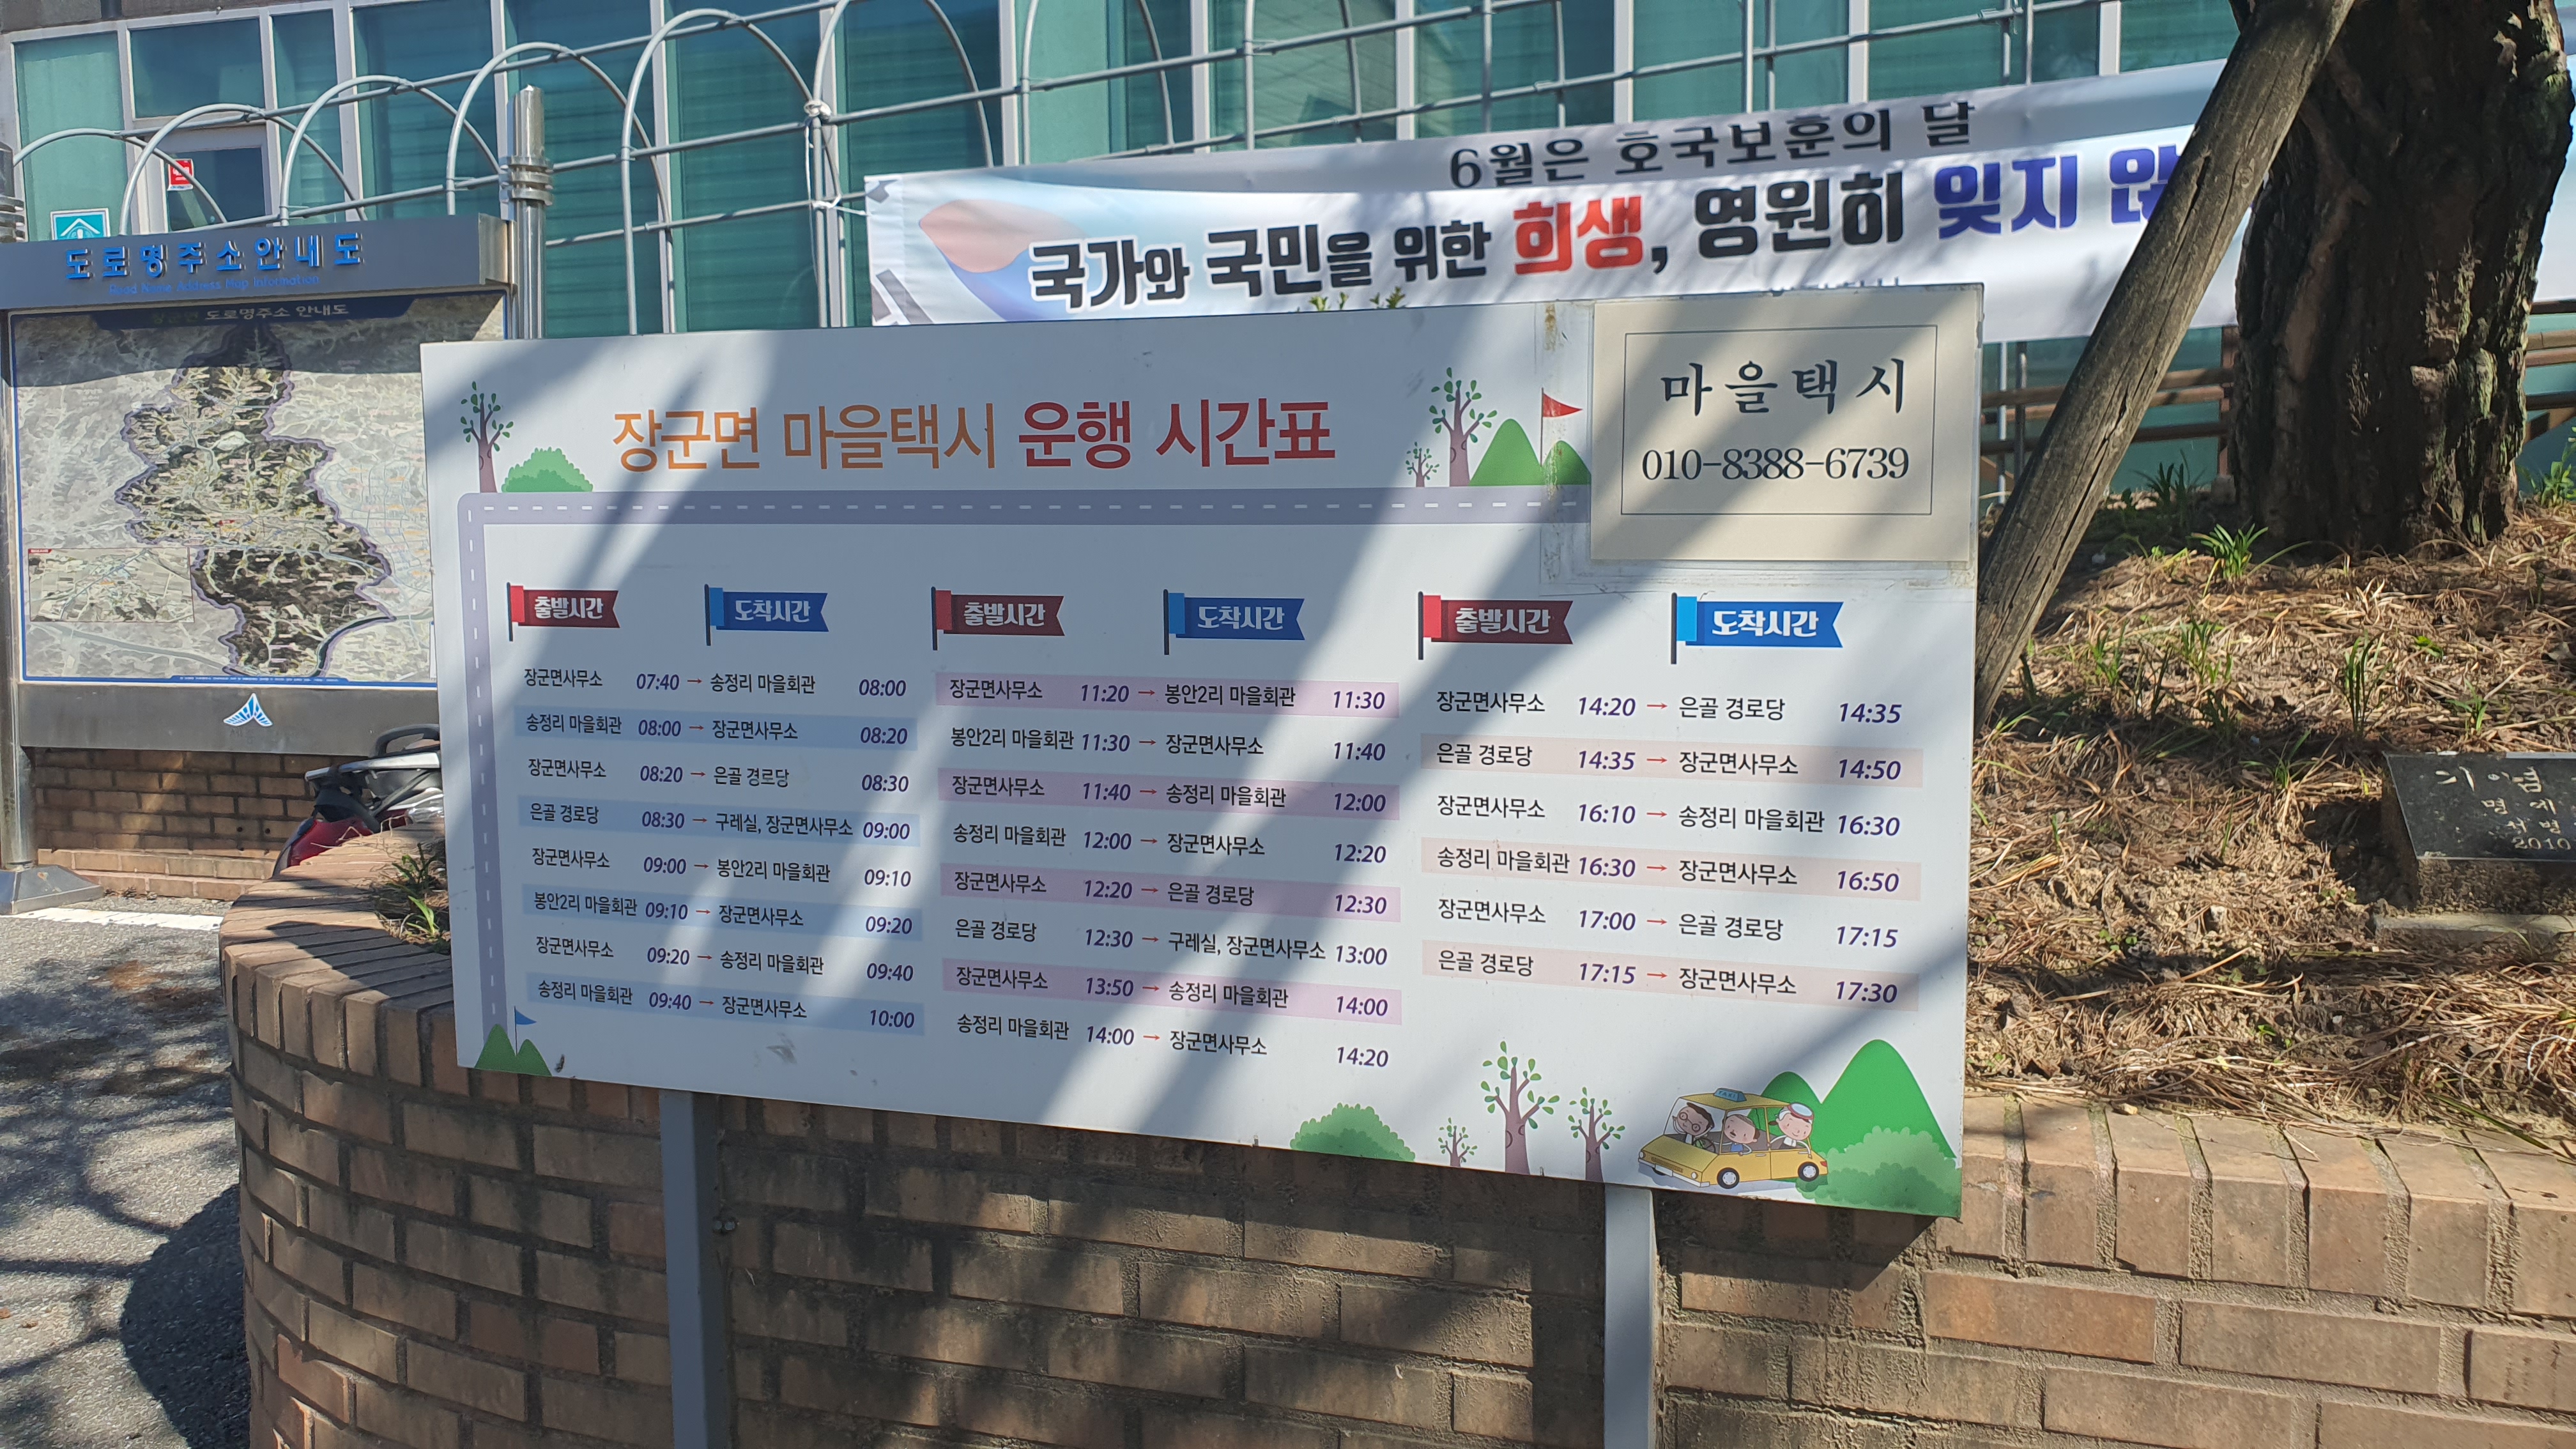 6월은 호국보훈의 달
국가와 국민을 위한 희생, 영원히 잊지
도로명주소안내도
Road Name Address Map Information
장군면 도로명주소 안내도
마을택시
010-8388-6739
장군면 마을택시 운행 시간표
출발시간 도착시간
장군면사무소 07:40 → 송정리 마을회관 08:00
송정리 마을회관 08:00 → 장군면사무소 08:20
장군면사무소 08:20 → 은골 경로당 08:30
은골 경로당 08:30 → 구레실, 장군면사무소 09:00
장군면사무소 09:00 → 봉안2리 마을회관 09:10
봉안2리 마을회관 09:10 → 장군면사무소 09:20
장군면사무소 09:20 → 송정리 마을회관 09:40
송정리 마을회관 09:40 → 장군면사무소 10:00
출발시간 도착시간
장군면사무소 11:20 → 봉안2리 마을회관 11:30
봉안2리 마을회관 11:30 → 장군면사무소 11:40
장군면사무소 11:40 → 송정리 마을회관 12:00
송정리 마을회관 12:00 → 장군면사무소 12:20
장군면사무소 12:20 → 은골 경로당 12:30
은골 경로당 12:30 → 구레실, 장군면사무소 13:00
장군면사무소 13:50 → 송정리 마을회관 14:00
송정리 마을회관 14:00 → 장군면사무소 14:20
출발시간 도착시간
장군면사무소 14:20 → 은골 경로당 14:35
은골 경로당 14:35 → 장군면사무소 14:50
장군면사무소 16:10 → 송정리 마을회관 16:30
송정리 마을회관 16:30 → 장군면사무소 16:50
장군면사무소 17:00 → 은골 경로당 17:15
은골 경로당 17:15 → 장군면사무소 17:30
2010